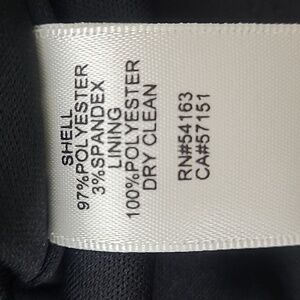 SHELL
97%POLYESTER
3%SPANDEX
LINING
100%POLYESTER
DRY CLEAN
RN#54163
CA#57151